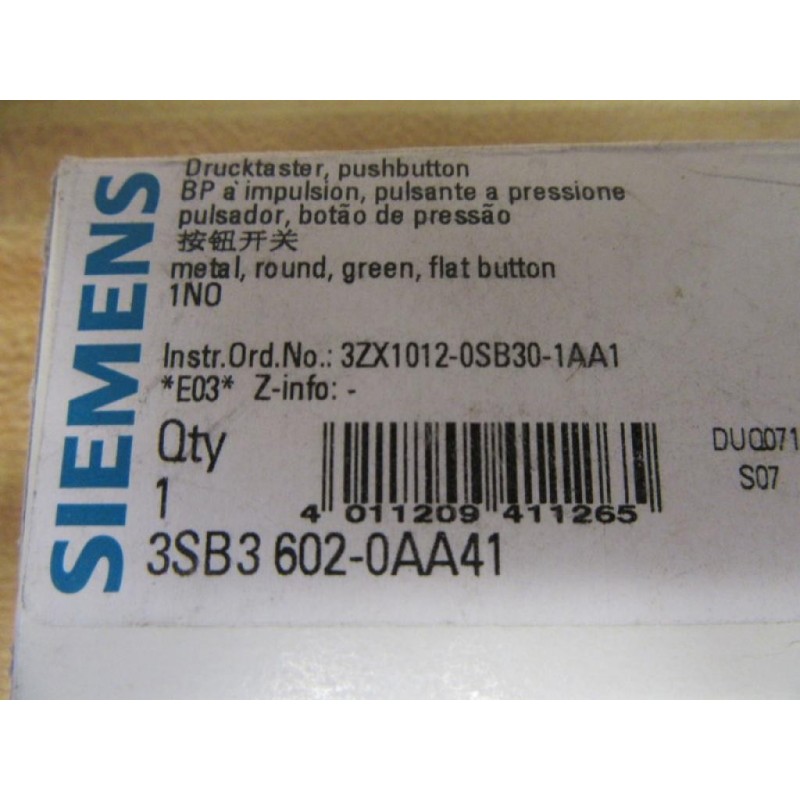 SIEMENS
Drucktaster, pushbutton
BP à impulsion, pulsante a pressione
pulsador, botão de pressão
按钮开关
metal, round, green, flat button
1NO
Instr.Ord.No.: 3ZX1012-0SB30-1AA1
*E03* Z-info: -
Qty
1
4 011209 411265
DUQ071
S07
3SB3 602-0AA41